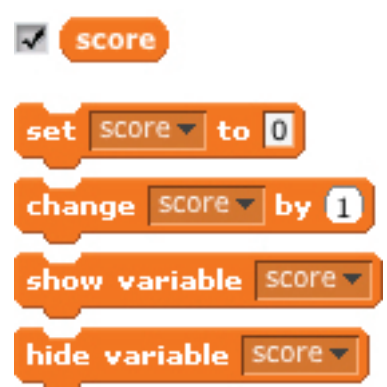 score
set score to 0
change score by 1
show variable score
hide variable score